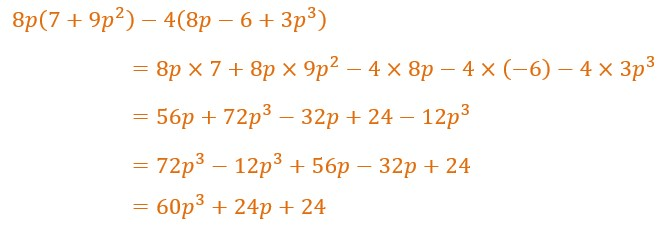 8p(7 + 9p²) − 4(8p − 6 + 3p³)
= 8p × 7 + 8p × 9p² − 4 × 8p − 4 × (−6) − 4 × 3p³
= 56p + 72p³ − 32p + 24 − 12p³
= 72p³ − 12p³ + 56p − 32p + 24
= 60p³ + 24p + 24